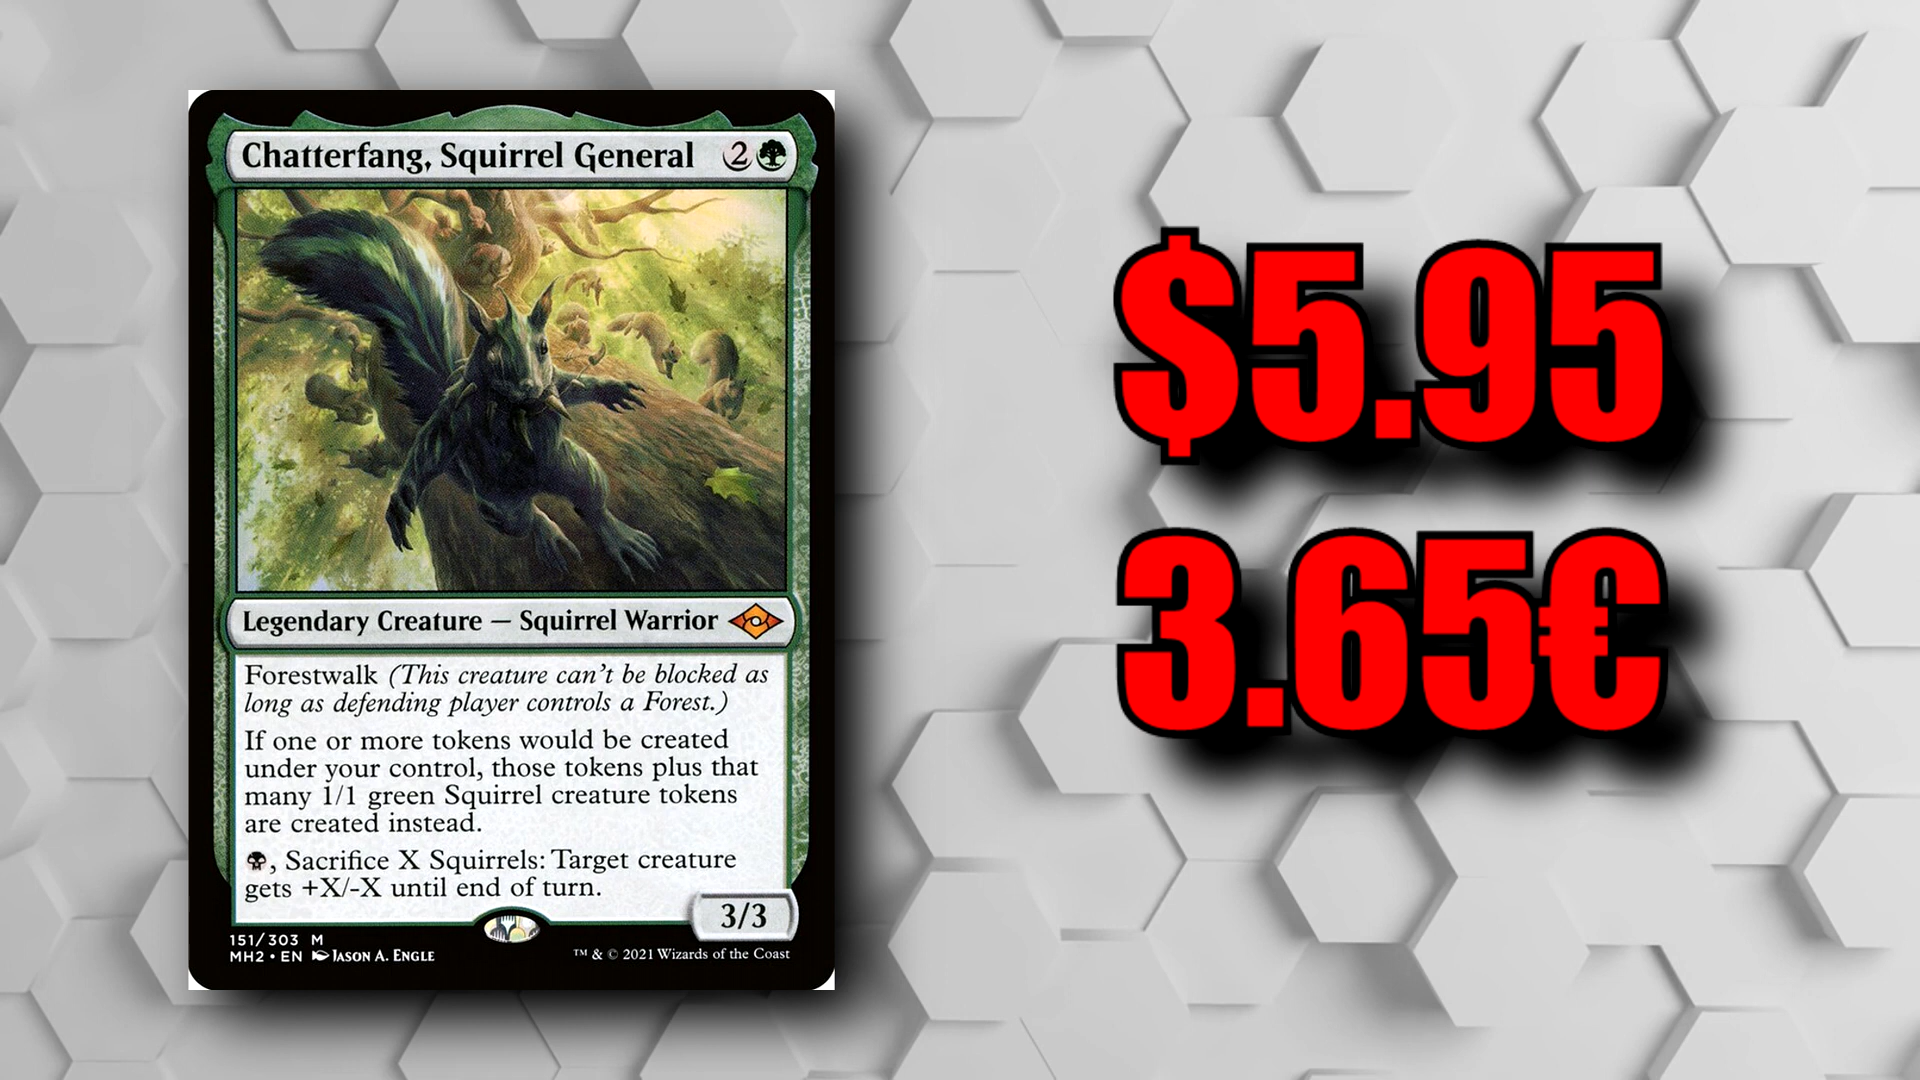 Chatterfang, Squirrel General 2
Legendary Creature — Squirrel Warrior
Forestwalk (This creature can't be blocked as
long as defending player controls a Forest.)
If one or more tokens would be created
under your control, those tokens plus that
many 1/1 green Squirrel creature tokens
are created instead.
, Sacrifice X Squirrels: Target creature
gets +X/-X until end of turn.
3/3
151/303 M
MH2 • EN Jason A. Engle
™ & © 2021 Wizards of the Coast
$5.95
3.65€